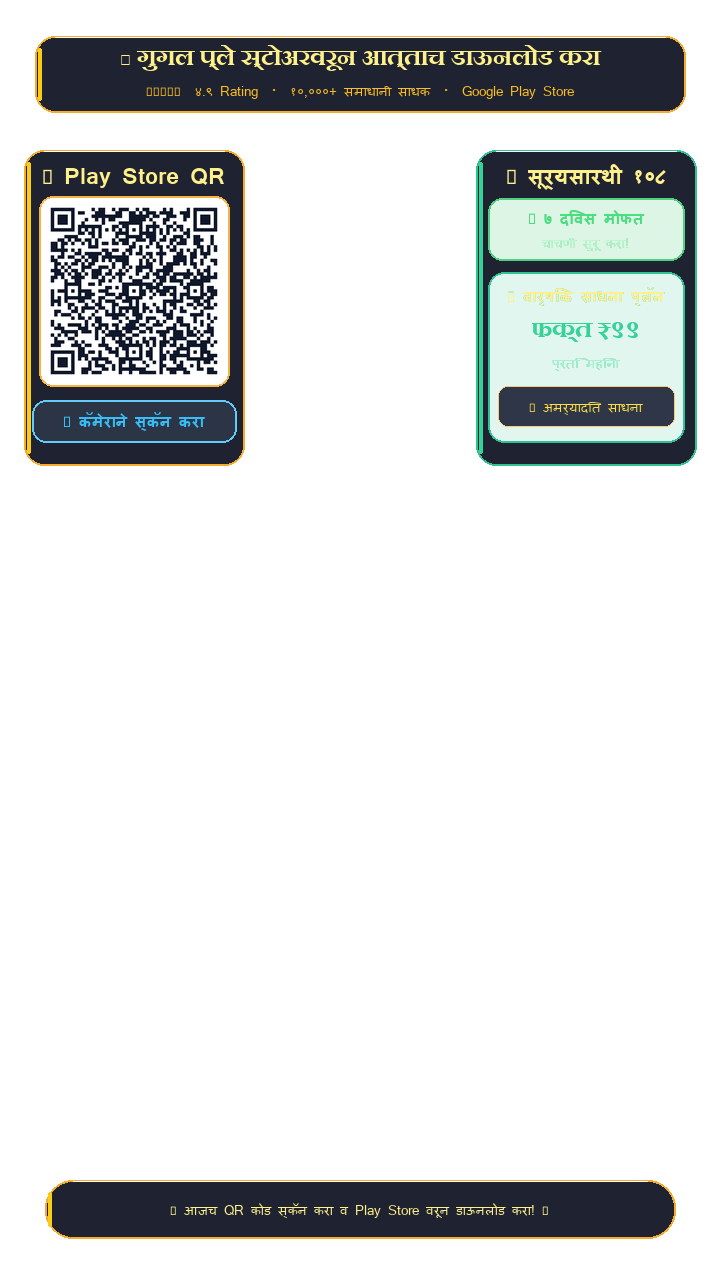 गुगल प्ले स्टोअरवरून आत्ताच डाऊनलोड करा
४.९ Rating · १०,०००+ समाधानी साधक · Google Play Store
Play Store QR
कॅमेराने स्कॅन करा
सूर्यसारथी १०८
७ दिवस मोफत
चाचणी सुरू करा!
वार्षिक साधना प्लॅन
फक्त ₹९९
प्रति महिना
अमर्यादित साधना
आजच QR कोड स्कॅन करा व Play Store वरून डाऊनलोड करा!